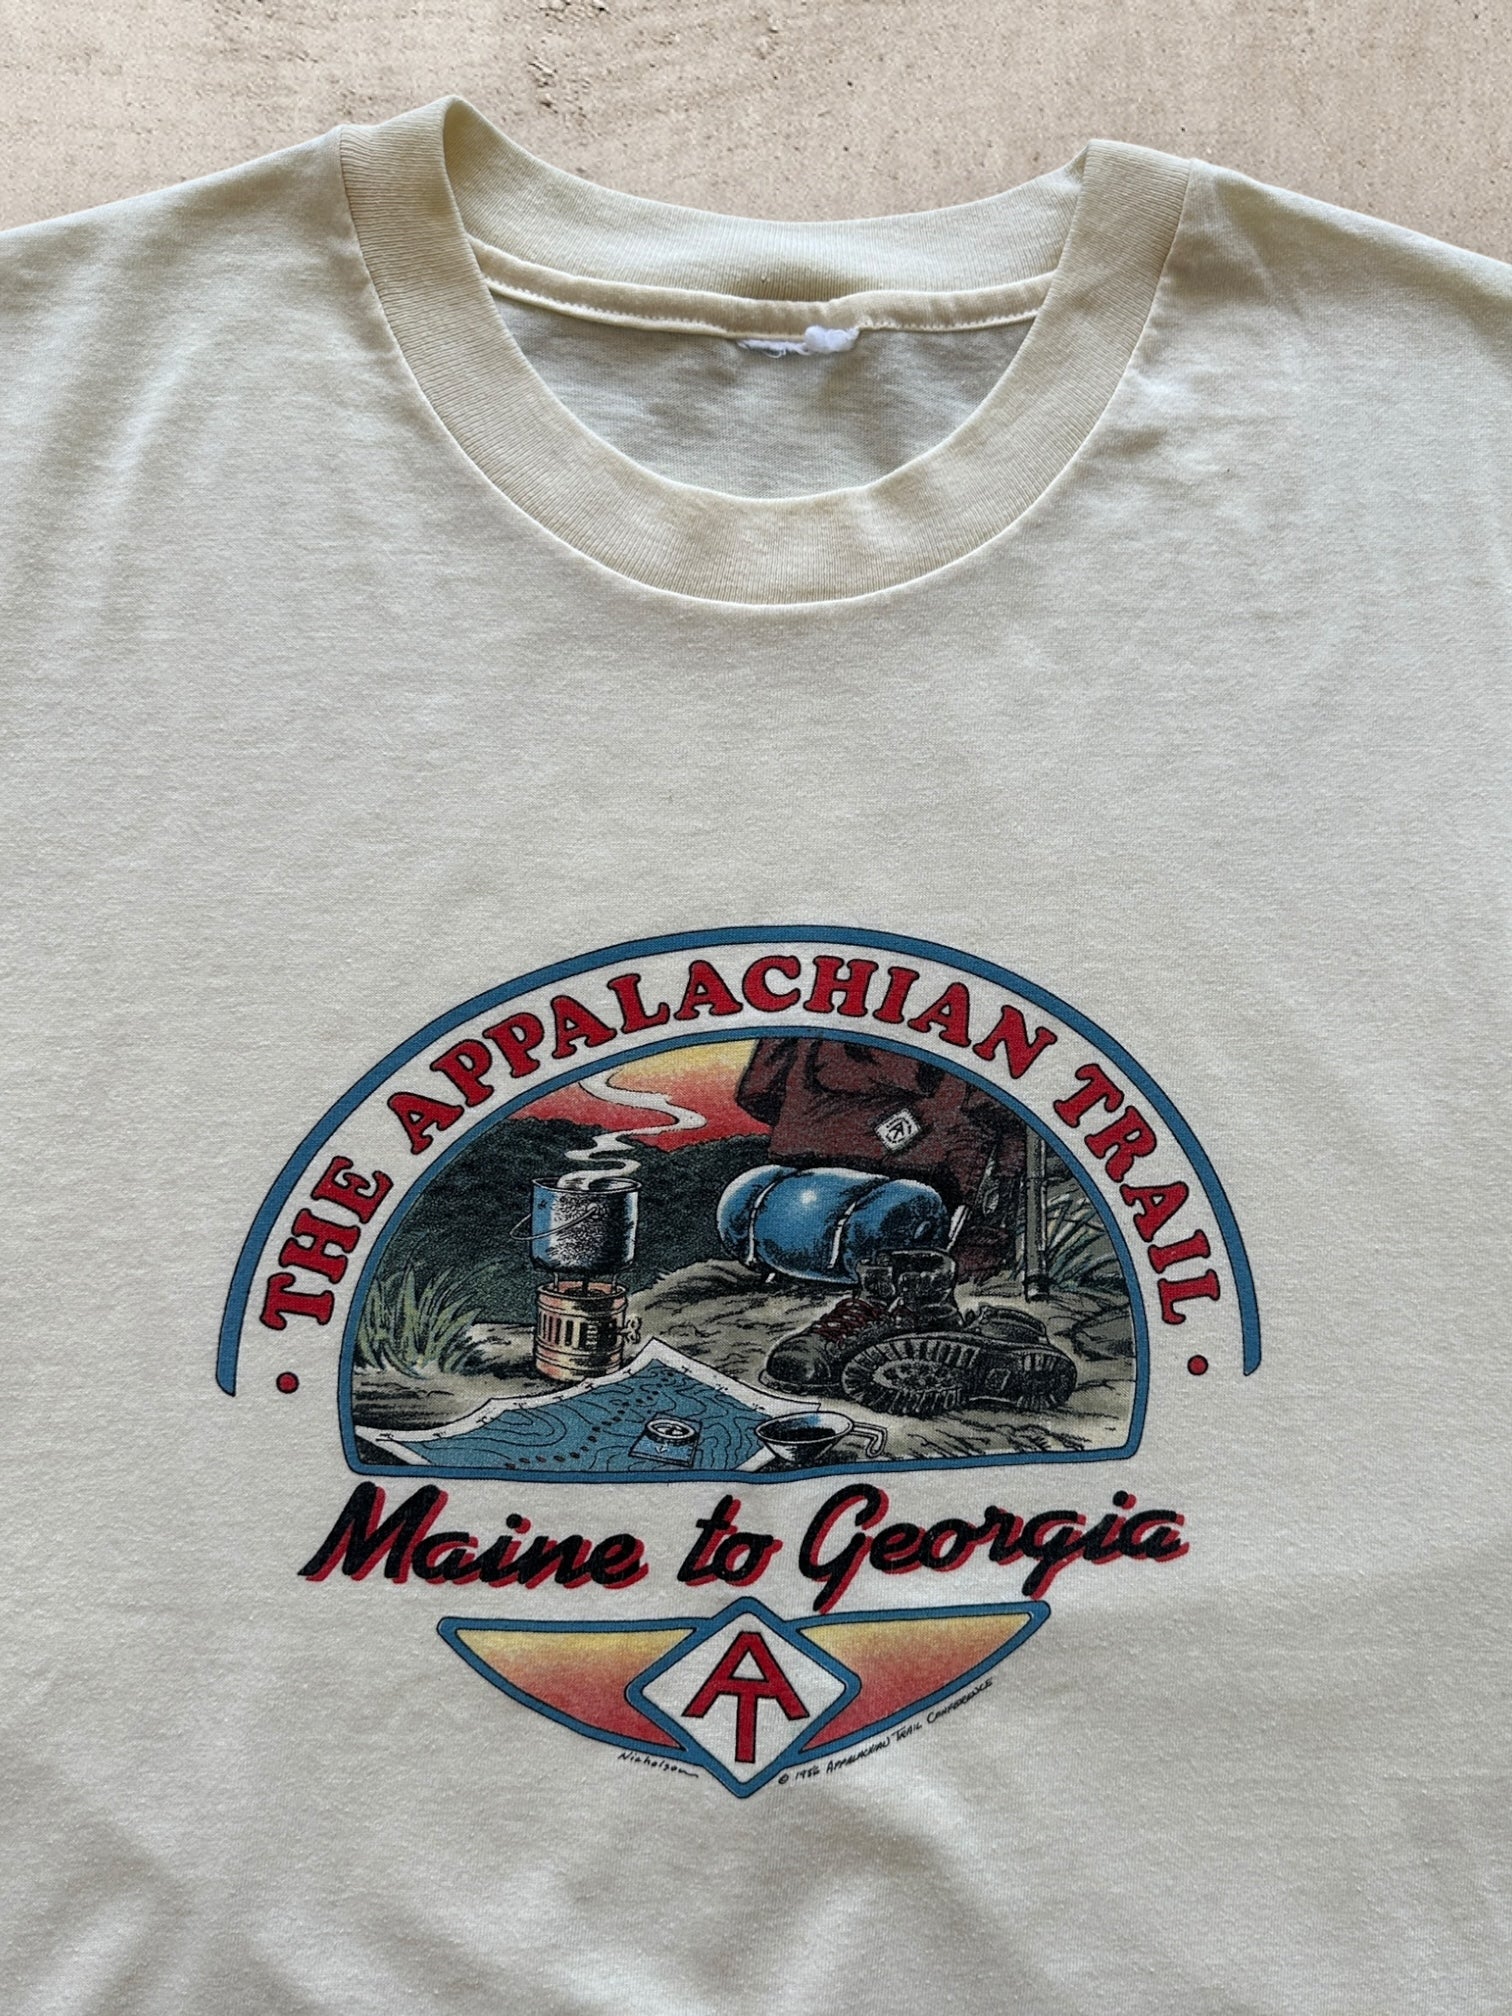 • THE APPALACHIAN TRAIL •
Maine to Georgia
AT
Nicholson
© 1986 APPALACHIAN TRAIL CONFERENCE